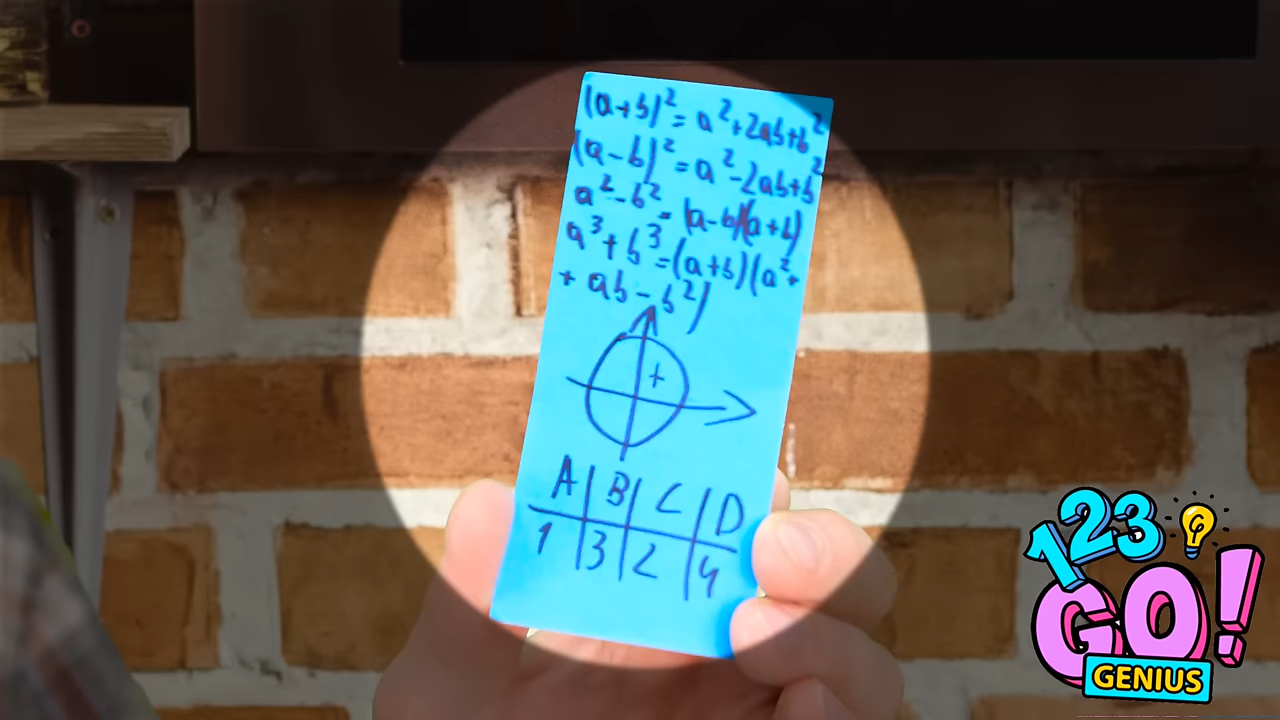 (a+b)² = a²+2ab+b²
(a-b)² = a²-2ab+b²
a²-b² = (a-b)(a+b)
a³+b³=(a+b)(a²+
+ab-b²)
+
A | B | C | D
1 | 3 | 2 | 4
123
GO!
GENIUS